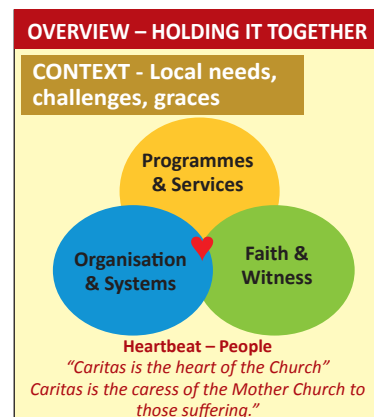 OVERVIEW – HOLDING IT TOGETHER
CONTEXT - Local needs,
challenges, graces
Programmes
& Services
Organisation
& Systems
Faith &
Witness
Heartbeat – People
“Caritas is the heart of the Church”
Caritas is the caress of the Mother Church to
those suffering.”